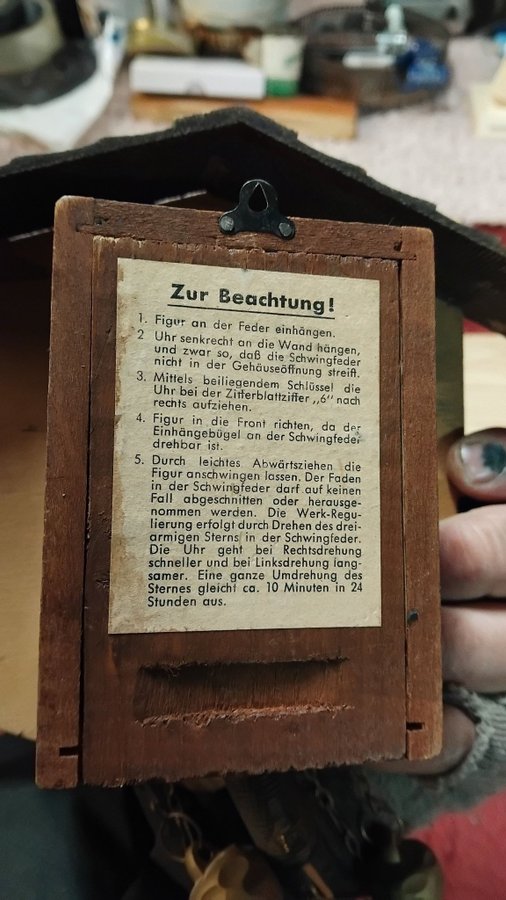 Zur Beachtung!
1. Figur an der Feder einhängen.
2 Uhr senkrecht an die Wand hängen,
und zwar so, daß die Schwingfeder
nicht in der Gehäuseöffnung streift.
3. Mittels beiliegendem Schlüssel die
Uhr bei der Zifferblattziffer „6" nach
rechts aufziehen.
4. Figur in die Front richten, da der
Einhängebügel an der Schwingfeder
drehbar ist.
5. Durch leichtes Abwärtsziehen die
Figur anschwingen lassen. Der Faden
in der Schwingfeder darf auf keinen
Fall abgeschnitten oder herausge-
nommen werden. Die Werk-Regu-
lierung erfolgt durch Drehen des drei-
armigen Sterns in der Schwingfeder.
Die Uhr geht bei Rechtsdrehung
schneller und bei Linksdrehung lang-
samer. Eine ganze Umdrehung des
Sternes gleicht ca. 10 Minuten in 24
Stunden aus.